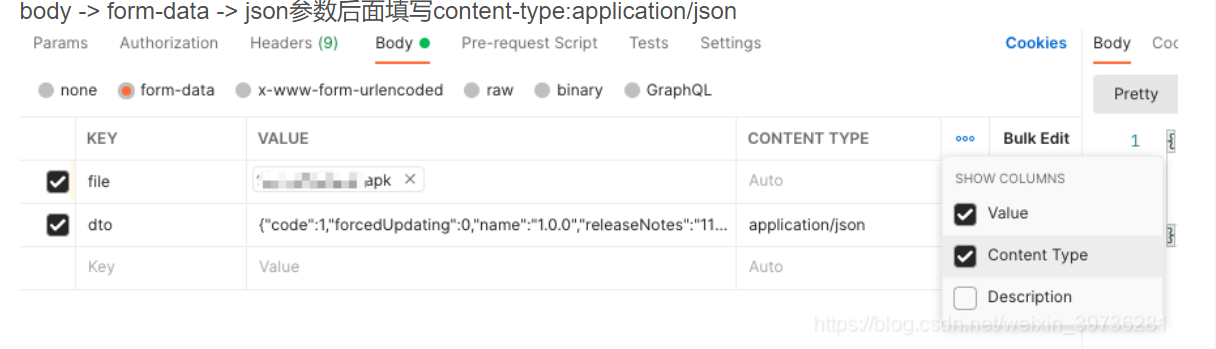 body -> form-data -> json参数后面填写content-type:application/json
Params Authorization Headers (9) Body Pre-request Script Tests Settings Cookies Body Coo
none form-data x-www-form-urlencoded raw binary GraphQL Pretty
KEY VALUE CONTENT TYPE ooo Bulk Edit 1 {
file apk × Auto SHOW COLUMNS
Value
dto {"code":1,"forcedUpdating":0,"name":"1.0.0","releaseNotes":"11... application/json }
Content Type
Key Value Auto
Description
https://blog.csdn.net/weixin_39736281